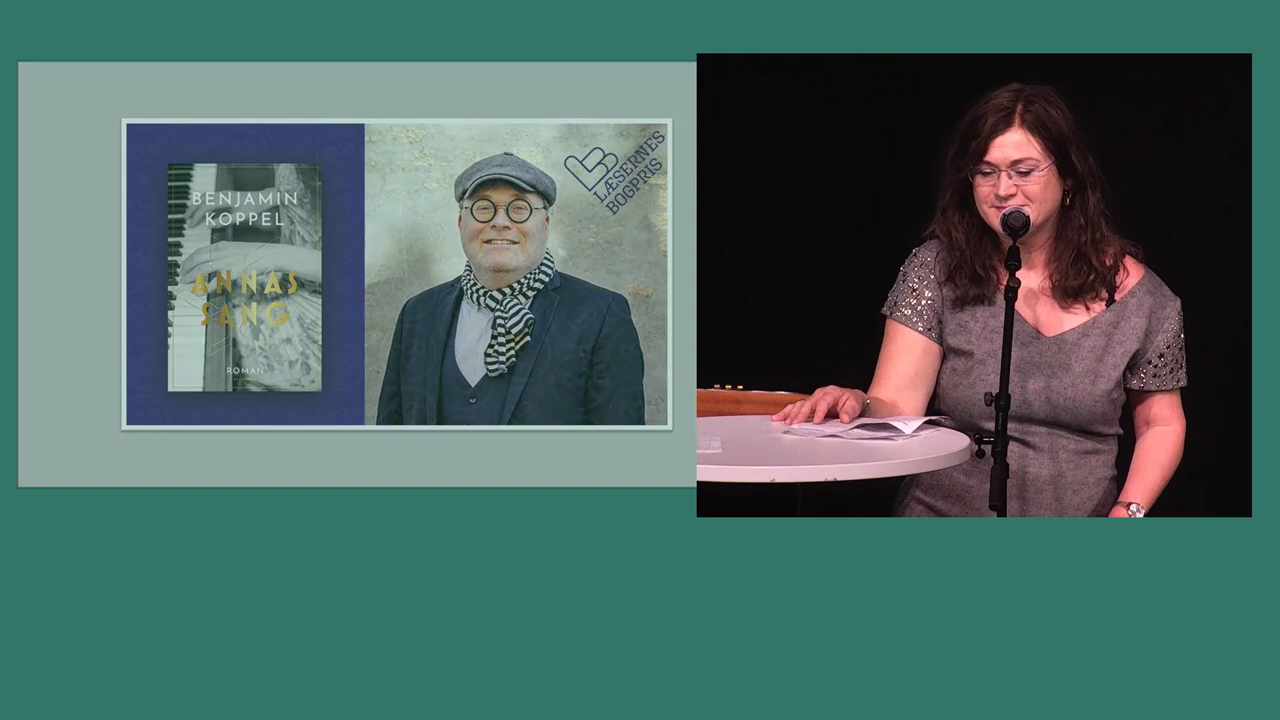 BENJAMIN
KOPPEL
ANNAS
SANG
ROMAN
LÆSERNES
BOGPRIS